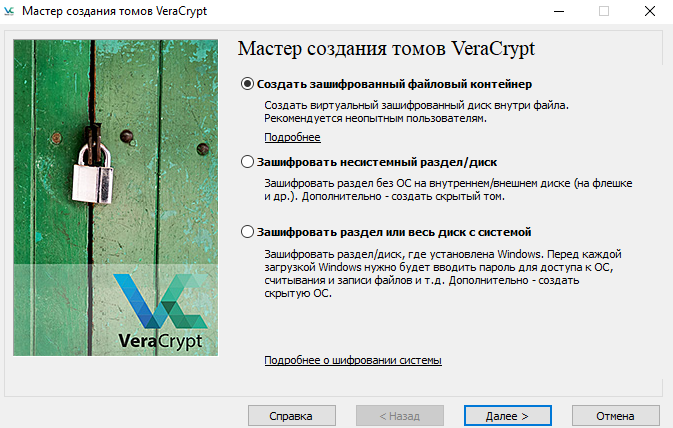 Мастер создания томов VeraCrypt
Мастер создания томов VeraCrypt
Создать зашифрованный файловый контейнер
Создать виртуальный зашифрованный диск внутри файла.
Рекомендуется неопытным пользователям.
Подробнее
Зашифровать несистемный раздел/диск
Зашифровать раздел без ОС на внутреннем/внешнем диске (на флешке
и др.). Дополнительно - создать скрытый том.
Зашифровать раздел или весь диск с системой
Зашифровать раздел/диск, где установлена Windows. Перед каждой
загрузкой Windows нужно будет вводить пароль для доступа к ОС,
считывания и записи файлов и т.д. Дополнительно - создать
скрытую ОС.
VeraCrypt
Подробнее о шифровании системы
Справка
< Назад
Далее >
Отмена